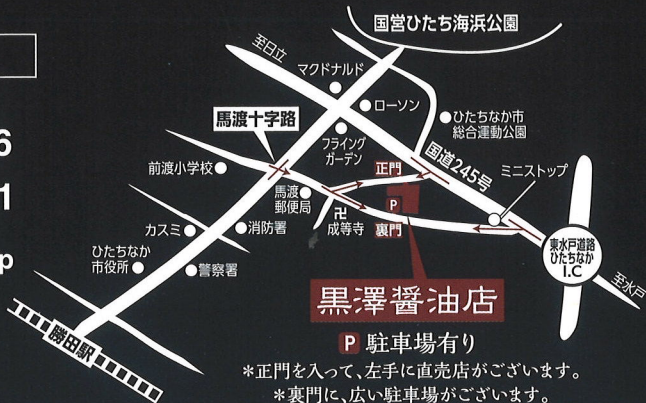 国営ひたち海浜公園
至日立
マクドナルド
ローソン
馬渡十字路
フライング
ガーデン
ひたちなか市
総合運動公園
6
1
p
前渡小学校
正門
国道245号
ミニストップ
馬渡
郵便局
P
卍
成等寺
裏門
カスミ
消防署
ひたちなか
市役所
警察署
東水戸道路
ひたちなか
I.C
至水戸
勝田駅
黒澤醤油店
P 駐車場有り
*正門を入って、左手に直売店がございます。
*裏門に、広い駐車場がございます。